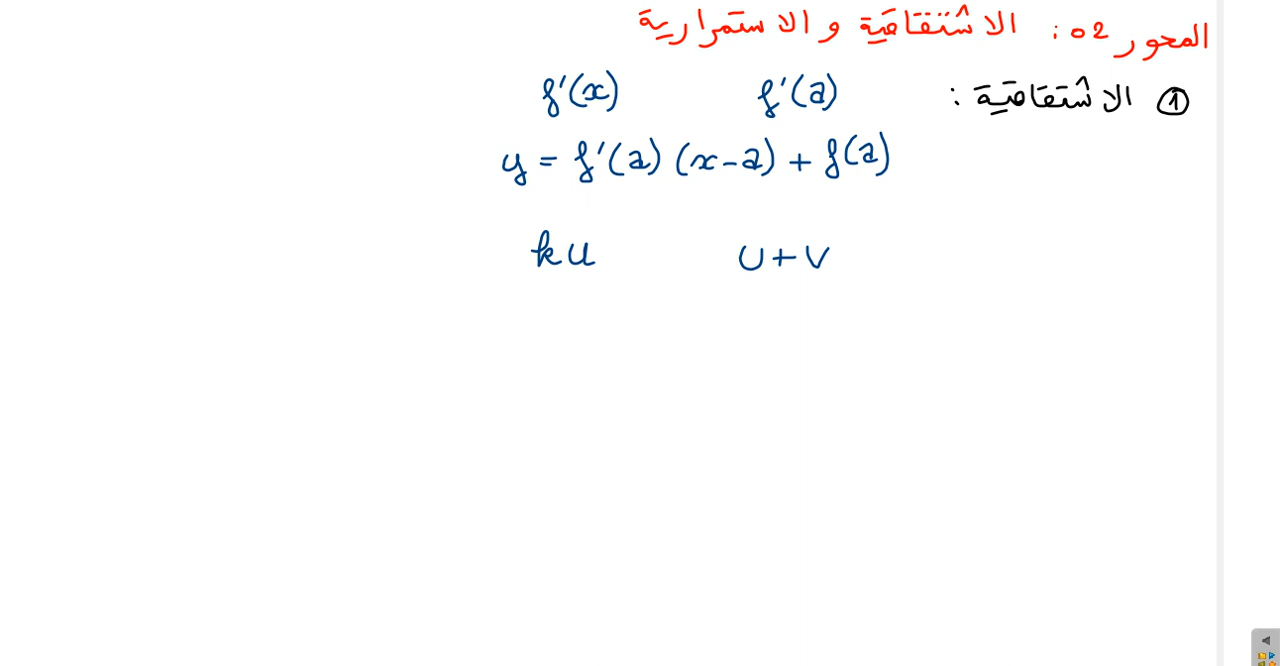 المحور 02: الاشتقاقية والاستمرارية
① الاشتقاقية:
f'(x) f'(a)
y = f'(a)(x-a)+f(a)
ku u+v